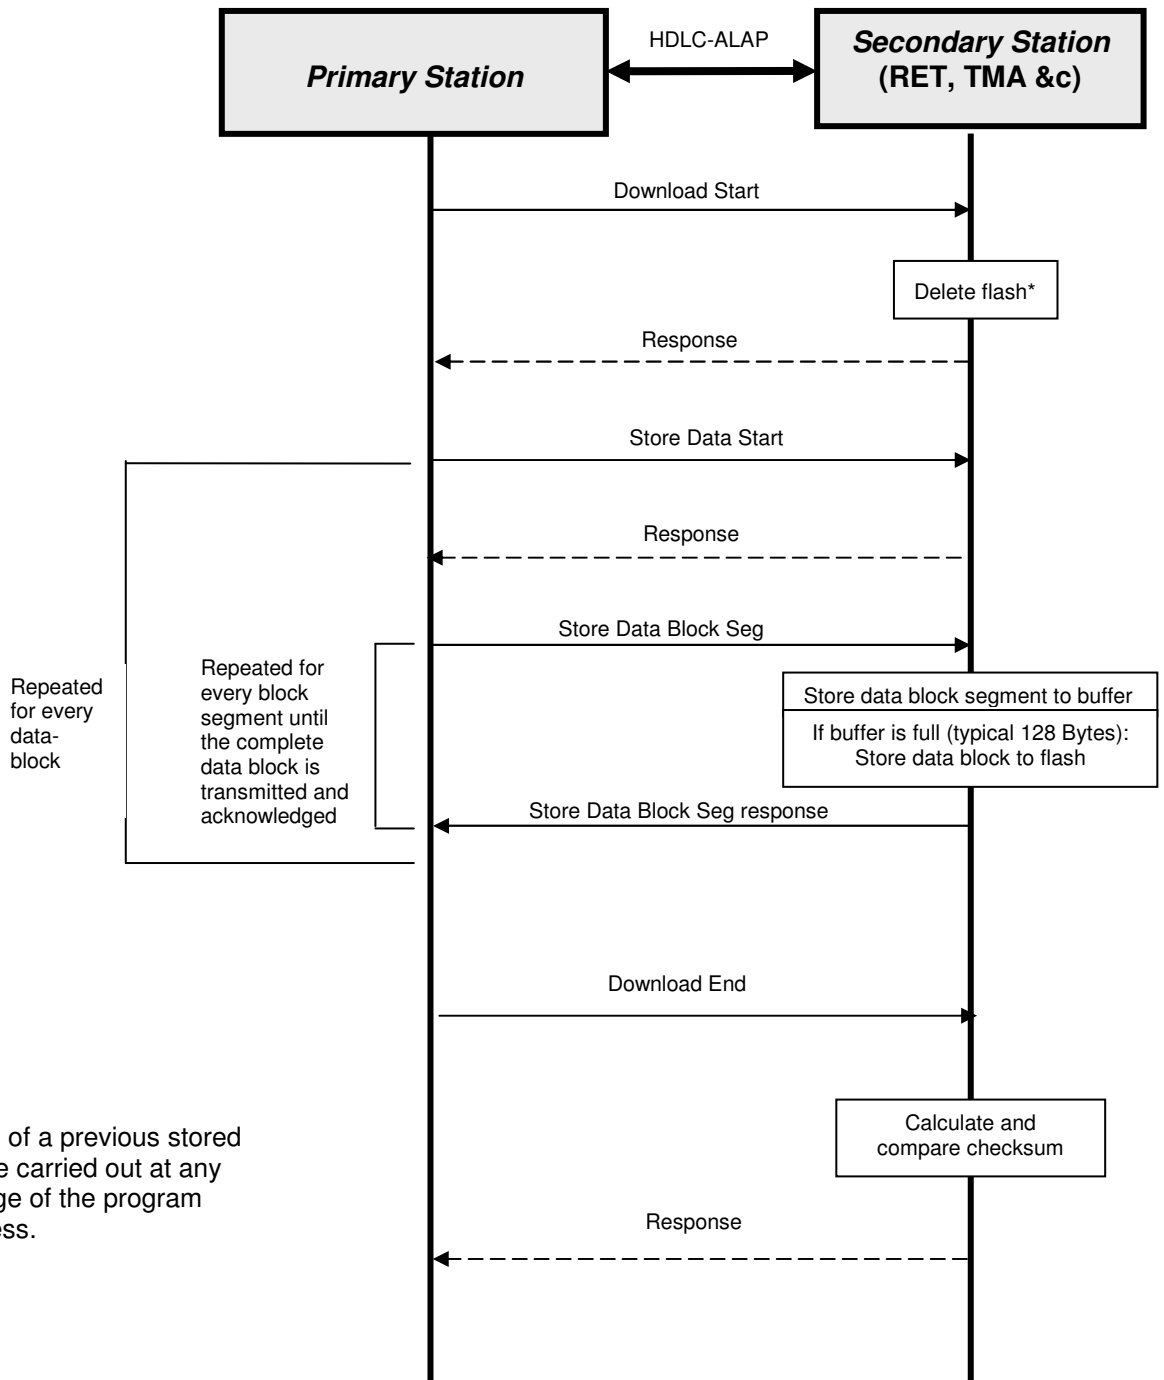 HDLC-ALAP
Primary Station
Secondary Station
(RET, TMA &c)
Download Start
Delete flash*
Response
Store Data Start
Response
Store Data Block Seg
Repeated
for every
data-
block
Repeated for
every block
segment until
the complete
data block is
transmitted and
acknowledged
Store data block segment to buffer
If buffer is full (typical 128 Bytes):
Store data block to flash
Store Data Block Seg response
Download End
Calculate and
compare checksum
of a previous stored
carried out at any
of the program
Response